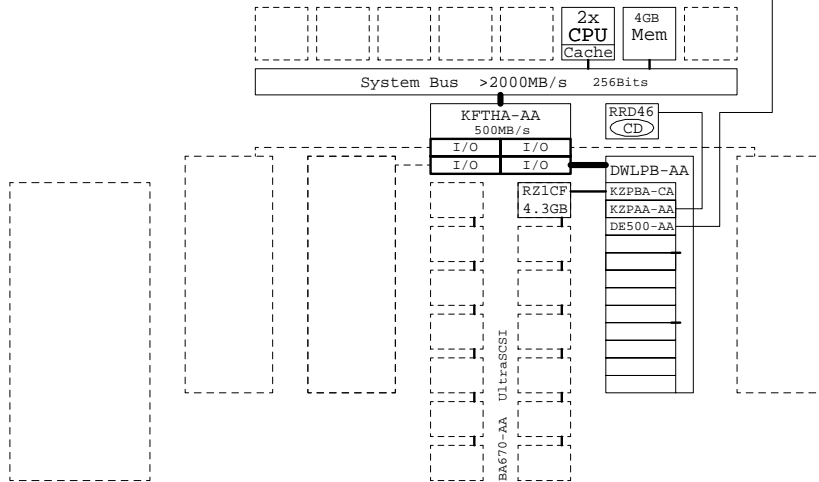 2x
CPU
Cache
4GB
Mem
System Bus >2000MB/s 256Bits
KFTHA-AA
500MB/s
I/O I/O
I/O I/O
RRD46
CD
DWLPB-AA
RZ1CF
4.3GB
KZPBA-CA
KZPAA-AA
DE500-AA
BA670-AA UltraSCSI